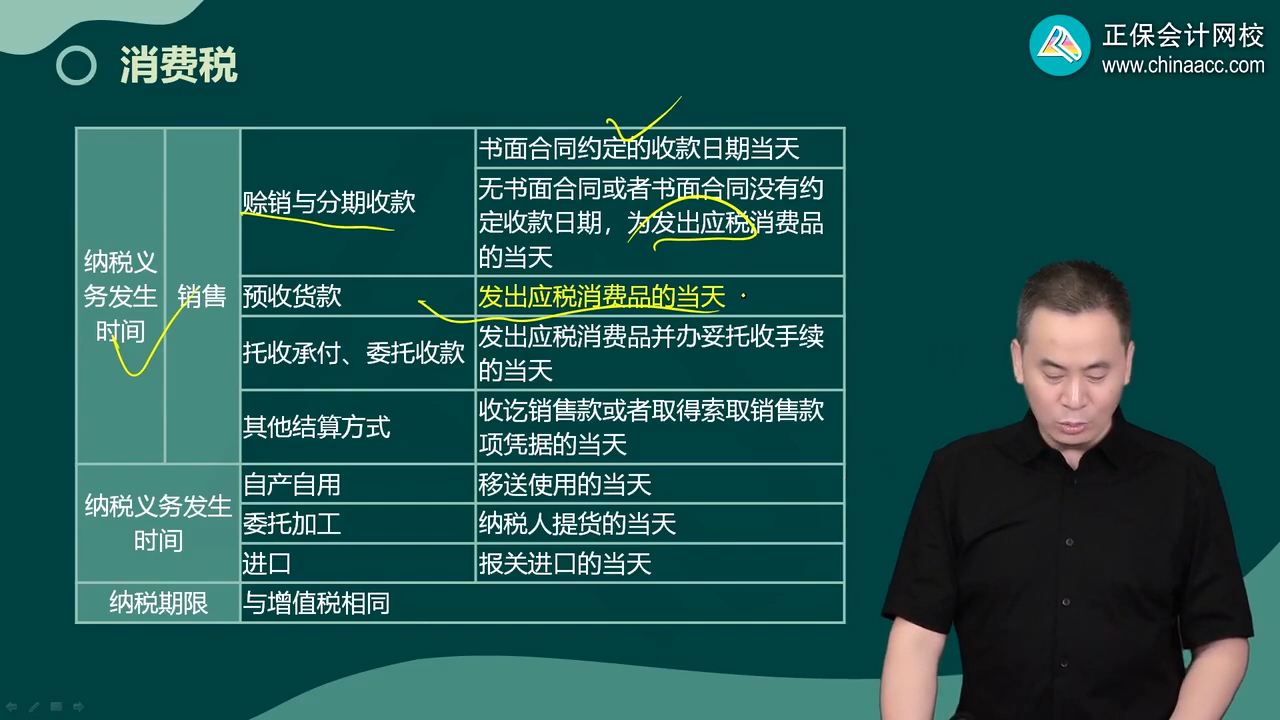 消费税
正保会计网校
www.chinaacc.com
纳税义
务发生
时间
销售
赊销与分期收款
书面合同约定的收款日期当天
无书面合同或者书面合同没有约
定收款日期，为发出应税消费品
的当天
预收货款
发出应税消费品的当天
托收承付、委托收款
发出应税消费品并办妥托收手续
的当天
其他结算方式
收讫销售款或者取得索取销售款
项凭据的当天
纳税义务发生
时间
自产自用
移送使用的当天
委托加工
纳税人提货的当天
进口
报关进口的当天
纳税期限
与增值税相同